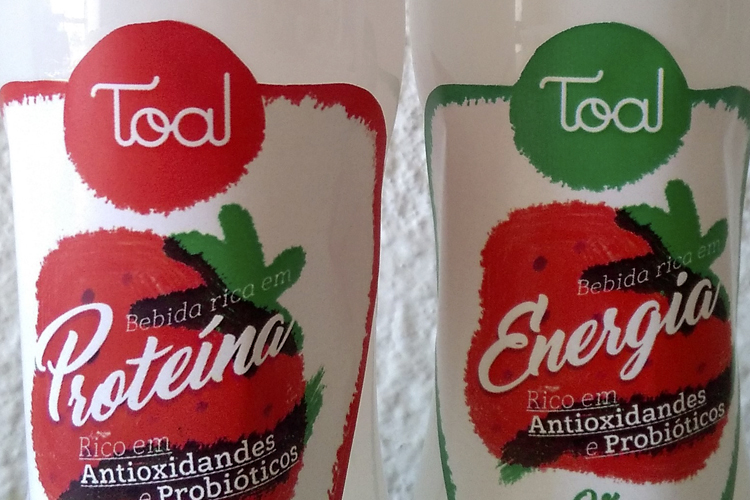 Toal
Bebida rica em
Proteína
Rico em
Antioxidandes
e Probióticos
Toal
Bebida rica em
Energia
Rico em
Antioxidandes
e Probióticos